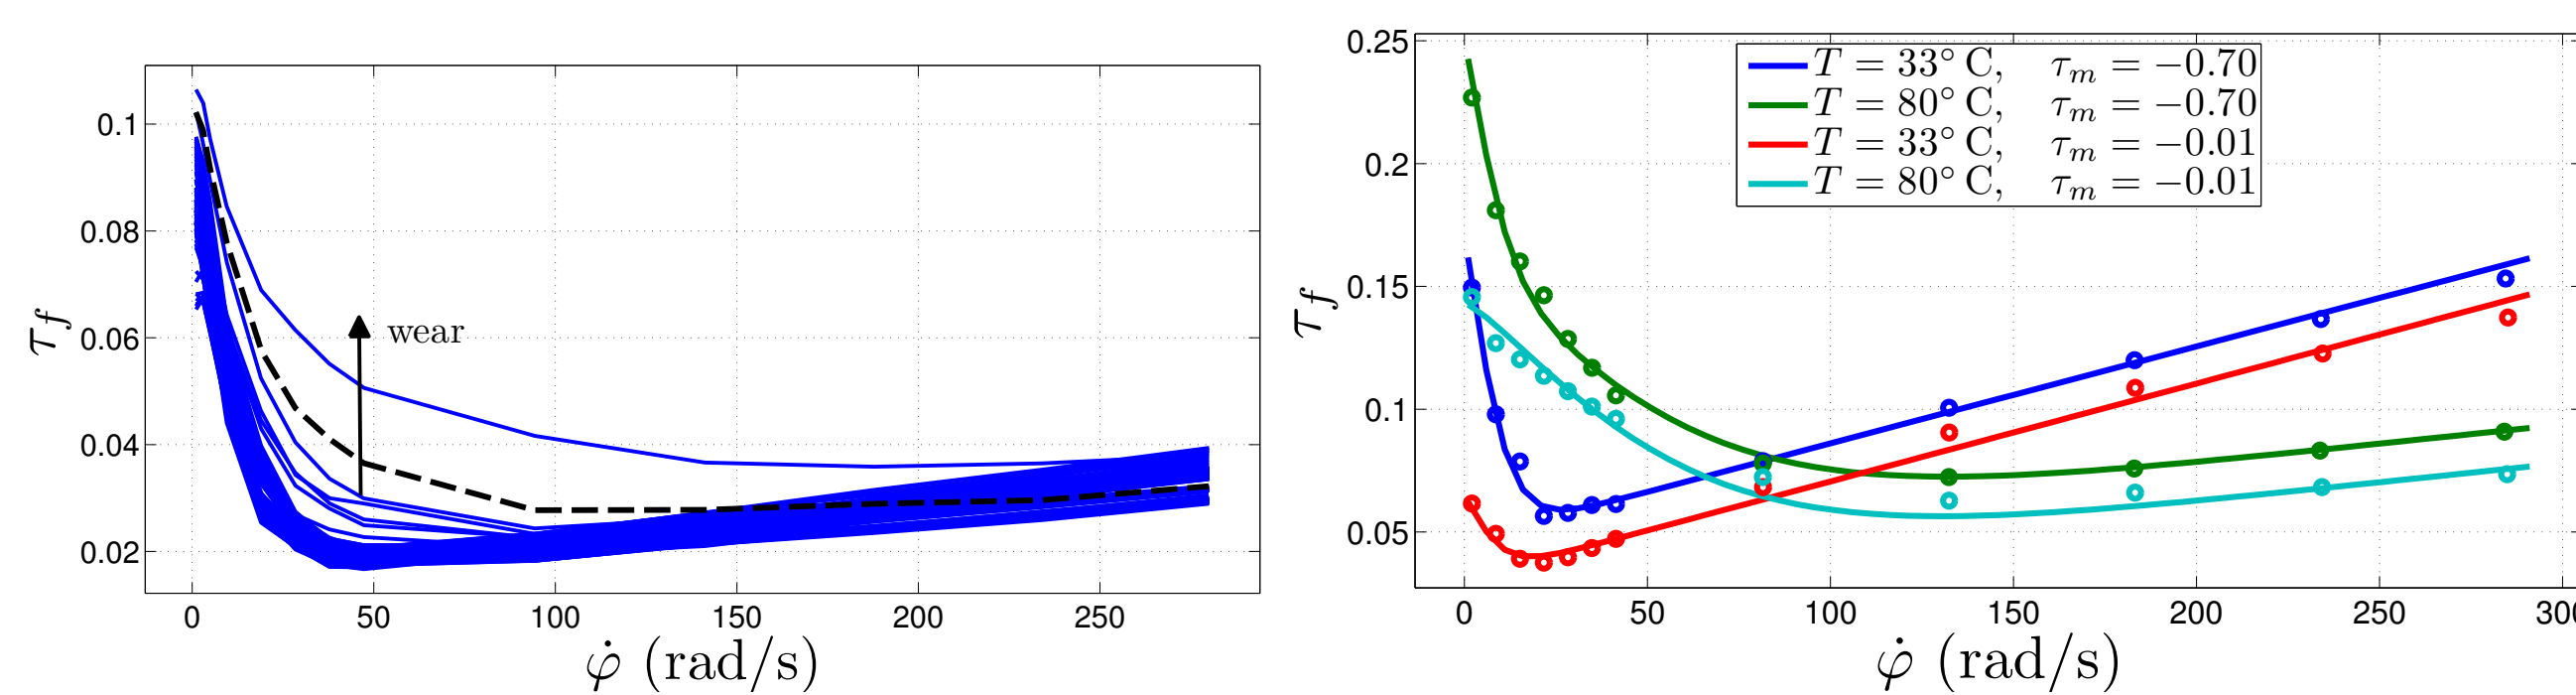 0.1
0.08
0.06
0.04
0.02
τ_f
wear
0 50 100 150 200 250
φ̇ (rad/s)
0.25
0.2
0.15
0.1
0.05
τ_f
T = 33° C, τ_m = −0.70
T = 80° C, τ_m = −0.70
T = 33° C, τ_m = −0.01
T = 80° C, τ_m = −0.01
0 50 100 150 200 250
φ̇ (rad/s)